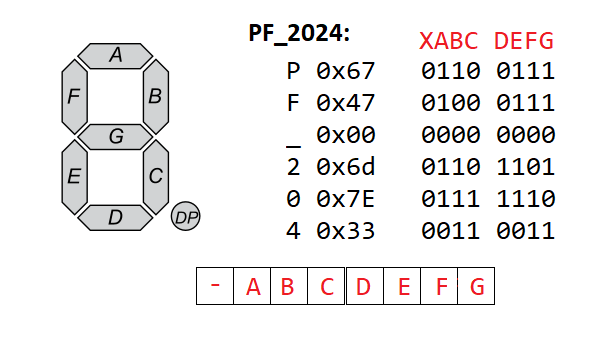 PF_2024:
XABC DEFG
P 0x67 0110 0111
F 0x47 0100 0111
_ 0x00 0000 0000
2 0x6d 0110 1101
0 0x7E 0111 1110
4 0x33 0011 0011
A
F B
G
E C
D DP
- A B C D E F G